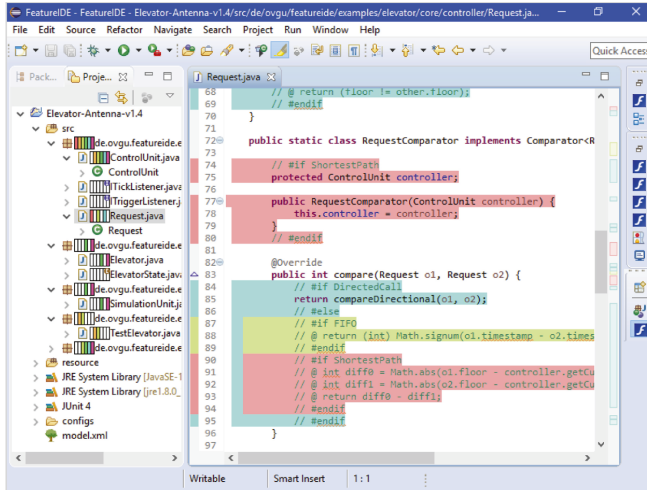 FeatureIDE - FeatureIDE - Elevator-Antenna-v1.4/src/de/ovgu/featureide/examples/elevator/core/controller/Request.ja...
File Edit Source Refactor Navigate Search Project Run Window Help
Quick Access
Pack... Proje...
Elevator-Antenna-v1.4
src
de.ovgu.featureide.e
ControlUnit.java
ControlUnit
ITickListener.java
ITriggerListener.j
Request.java
Request
de.ovgu.featureide.e
Elevator.java
ElevatorState.java
de.ovgu.featureide.e
SimulationUnit.ja
de.ovgu.featureide.e
TestElevator.java
de.ovgu.featureide.e
resource
JRE System Library [JavaSE-1
JRE System Library [jre1.8.0_
JUnit 4
configs
model.xml
Request.java
68 // @ return (floor != other.floor);
69 // #endif
70 }
71
72 public static class RequestComparator implements Comparator<R
73
74 // #if ShortestPath
75 protected ControlUnit controller;
76
77 public RequestComparator(ControlUnit controller) {
78 this.controller = controller;
79 }
80 // #endif
81
82 @Override
83 public int compare(Request o1, Request o2) {
84 // #if DirectedCall
85 return compareDirectional(o1, o2);
86 // #else
87 // #if FIFO
88 // @ return (int) Math.signum(o1.timestamp - o2.times
89 // #endif
90 // #if ShortestPath
91 // @ int diff0 = Math.abs(o1.floor - controller.getCu
92 // @ int diff1 = Math.abs(o2.floor - controller.getCu
93 // @ return diff0 - diff1;
94 // #endif
95 // #endif
96 }
97
Writable Smart Insert 1 : 1